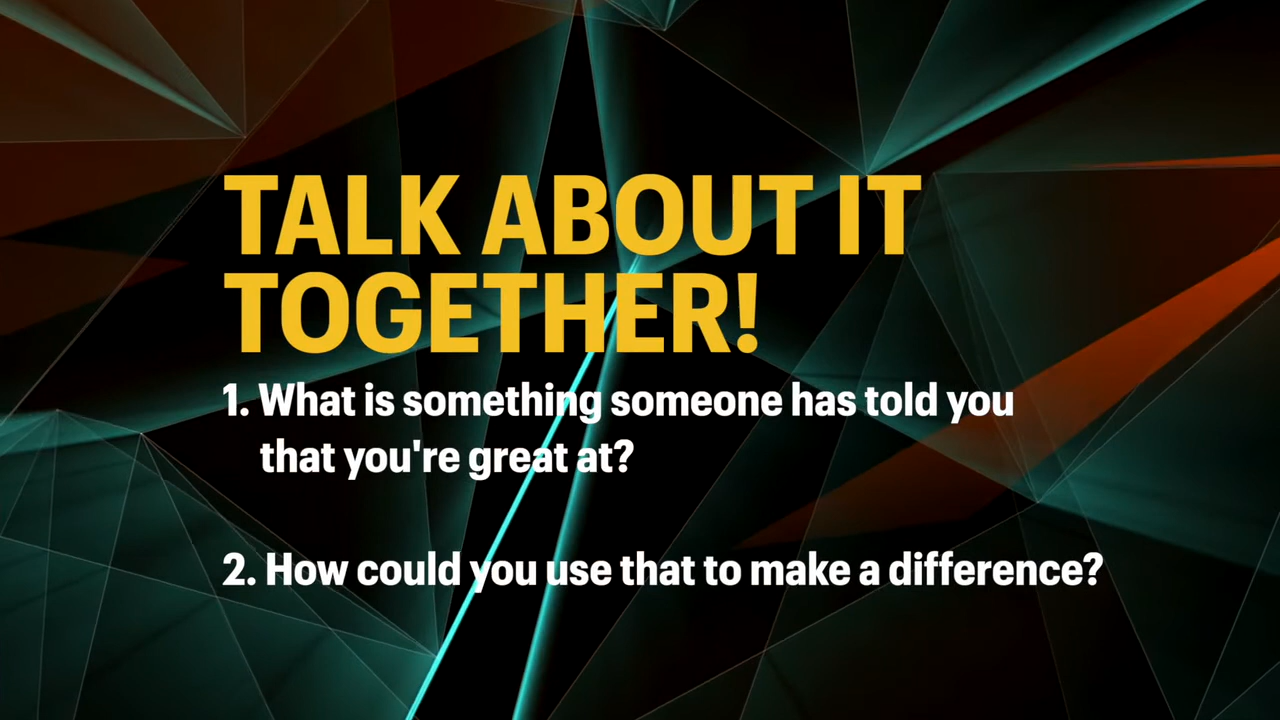 TALK ABOUT IT
TOGETHER!
1. What is something someone has told you
that you're great at?
2. How could you use that to make a difference?